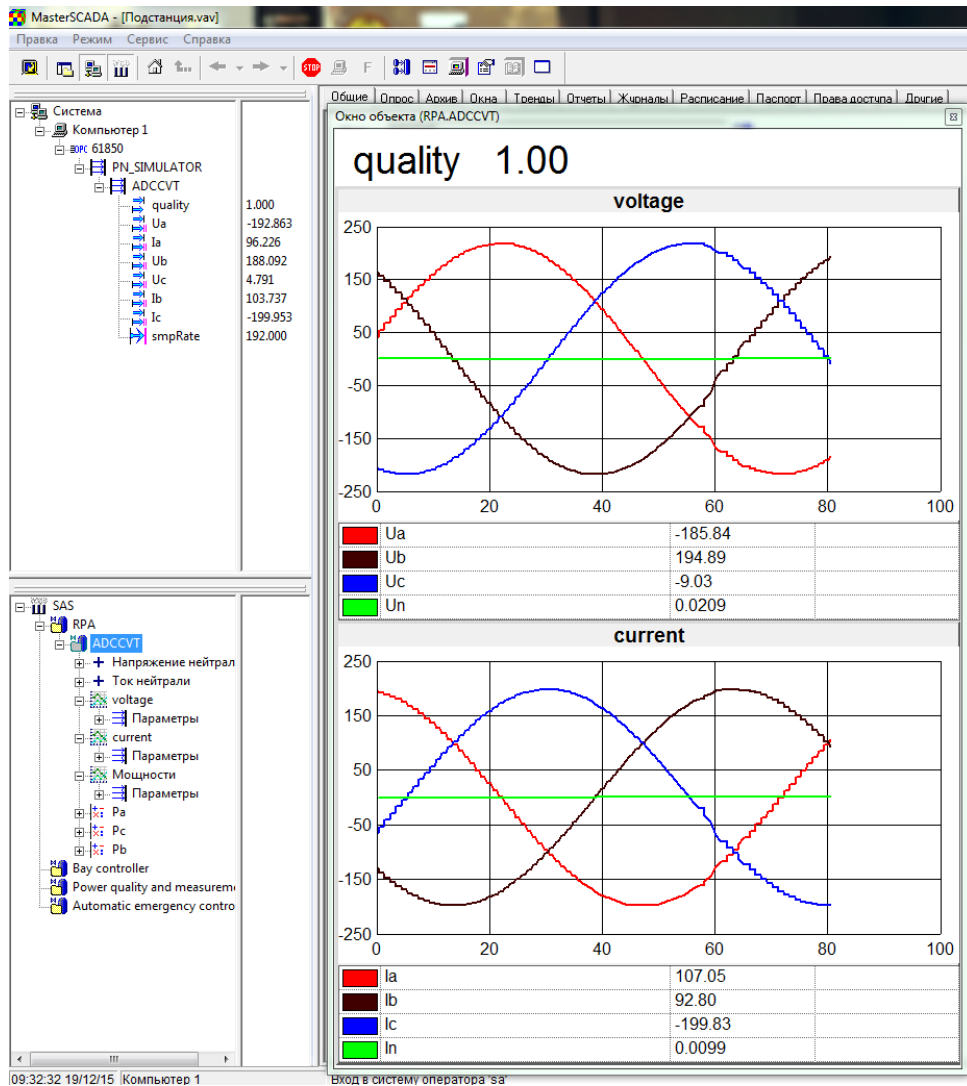 MasterSCADA - [Подстанция.vav]
Правка Режим Сервис Справка
STOP F
Общие Опрос Архив Окна Тренды Отчеты Журналы Расписание Паспорт Права доступа Другие
Окно объекта (RPA.ADCCVT)
Система
Компьютер 1
OPC 61850
PN_SIMULATOR
ADCCVT
quality 1.000
Ua -192.863
Ia 96.226
Ub 188.092
Uc 4.791
Ib 103.737
Ic -199.953
smpRate 192.000
quality 1.00
voltage
250
150
50
-50
-150
-250
0 20 40 60 80 100
Ua -185.84
Ub 194.89
Uc -9.03
Un 0.0209
current
250
150
50
-50
-150
-250
0 20 40 60 80 100
Ia 107.05
Ib 92.80
Ic -199.83
In 0.0099
SAS
RPA
ADCCVT
Напряжение нейтрал
Ток нейтрали
voltage
Параметры
current
Параметры
Мощности
Параметры
Pa
Pc
Pb
Bay controller
Power quality and measurem
Automatic emergency contro
09:32:32 19/12/15 Компьютер 1 Вход в систему оператора 'sa'